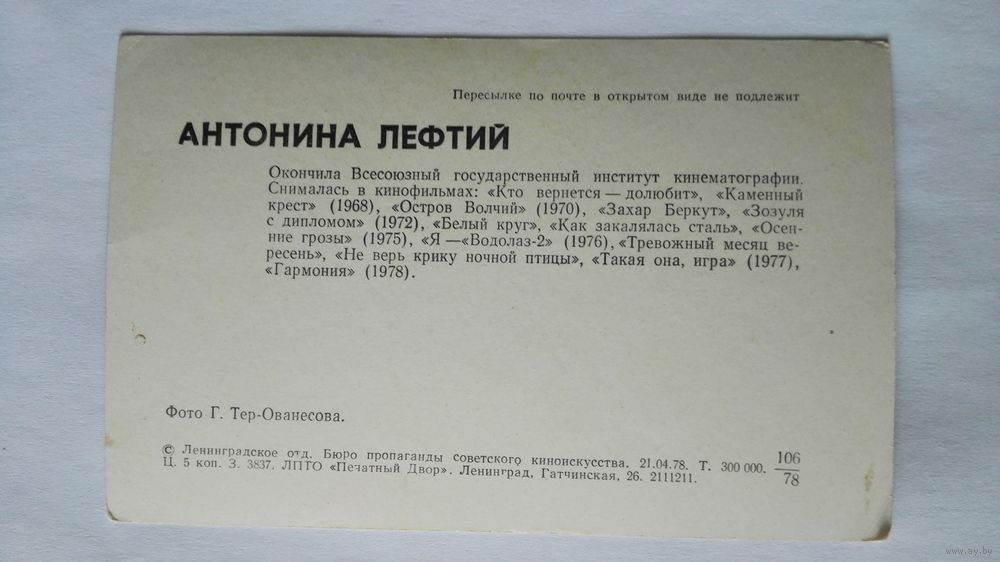 Пересылке по почте в открытом виде не подлежит
АНТОНИНА ЛЕФТИЙ
Окончила Всесоюзный государственный институт кинематографии.
Снималась в кинофильмах: «Кто вернется — долюбит», «Каменный
крест» (1968), «Остров Волчий» (1970), «Захар Беркут», «Зозуля
с дипломом» (1972), «Белый круг», «Как закалялась сталь», «Осен-
ние грозы» (1975), «Я —«Водолаз-2» (1976), «Тревожный месяц ве-
ресень», «Не верь крику ночной птицы», «Такая она, игра» (1977),
«Гармония» (1978).
Фото Г. Тер-Ованесова.
© Ленинградское отд. Бюро пропаганды советского киноискусства. 21.04.78. Т. 300 000.
Ц. 5 коп. З. 3837. ЛПТО «Печатный Двор». Ленинград, Гатчинская, 26. 2111211.
106
78
www.ay.by